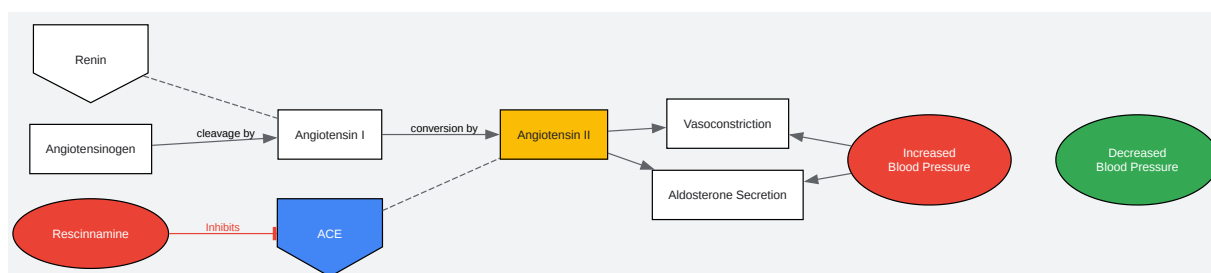 Renin
Angiotensinogen
cleavage by
Angiotensin I
conversion by
Angiotensin II
Vasoconstriction
Aldosterone Secretion
Increased
Blood Pressure
Decreased
Blood Pressure
Rescinnamine
Inhibits
ACE